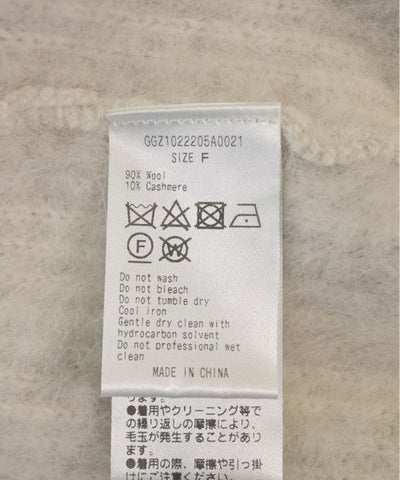 GGZ1022205A0021
SIZE F
90% Wool
10% Cashmere
F
W
Do not wash
Do not bleach
Do not tumble dry
Cool iron
Gentle dry clean with
hydrocarbon solvent
Do not professional wet
clean
MADE IN CHINA
ります。
●着用やクリーニング等で
の繰り返しの摩擦により、
毛玉が発生することがあり
ます。
●着用の際、摩擦や引っ掛